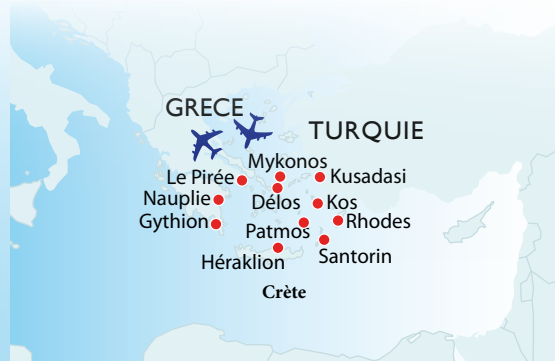 GRECE
TURQUIE
Mykonos
Le Pirée
Kusadasi
Nauplie
Délos
Kos
Gythion
Patmos
Rhodes
Héraklion
Santorin
Crète